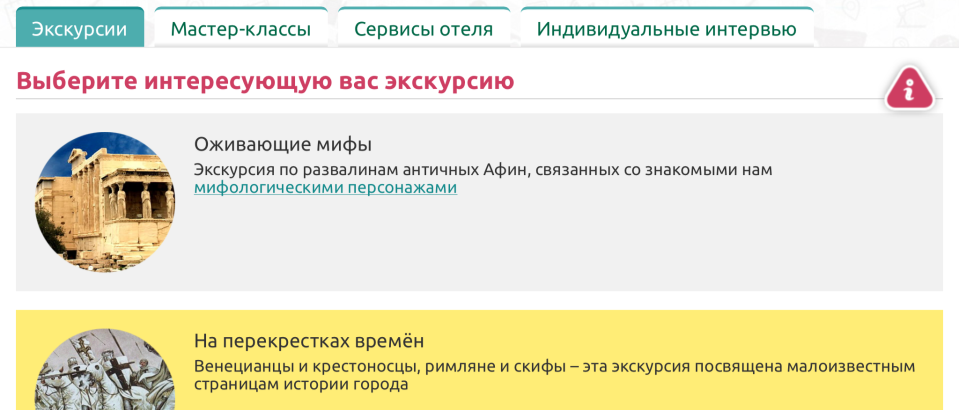 Экскурсии
Мастер-классы
Сервисы отеля
Индивидуальные интервью
Выберите интересующую вас экскурсию
Оживающие мифы
Экскурсия по развалинам античных Афин, связанных со знакомыми нам
мифологическими персонажами
На перекрестках времён
Венецианцы и крестоносцы, римляне и скифы – эта экскурсия посвящена малоизвестным
страницам истории города